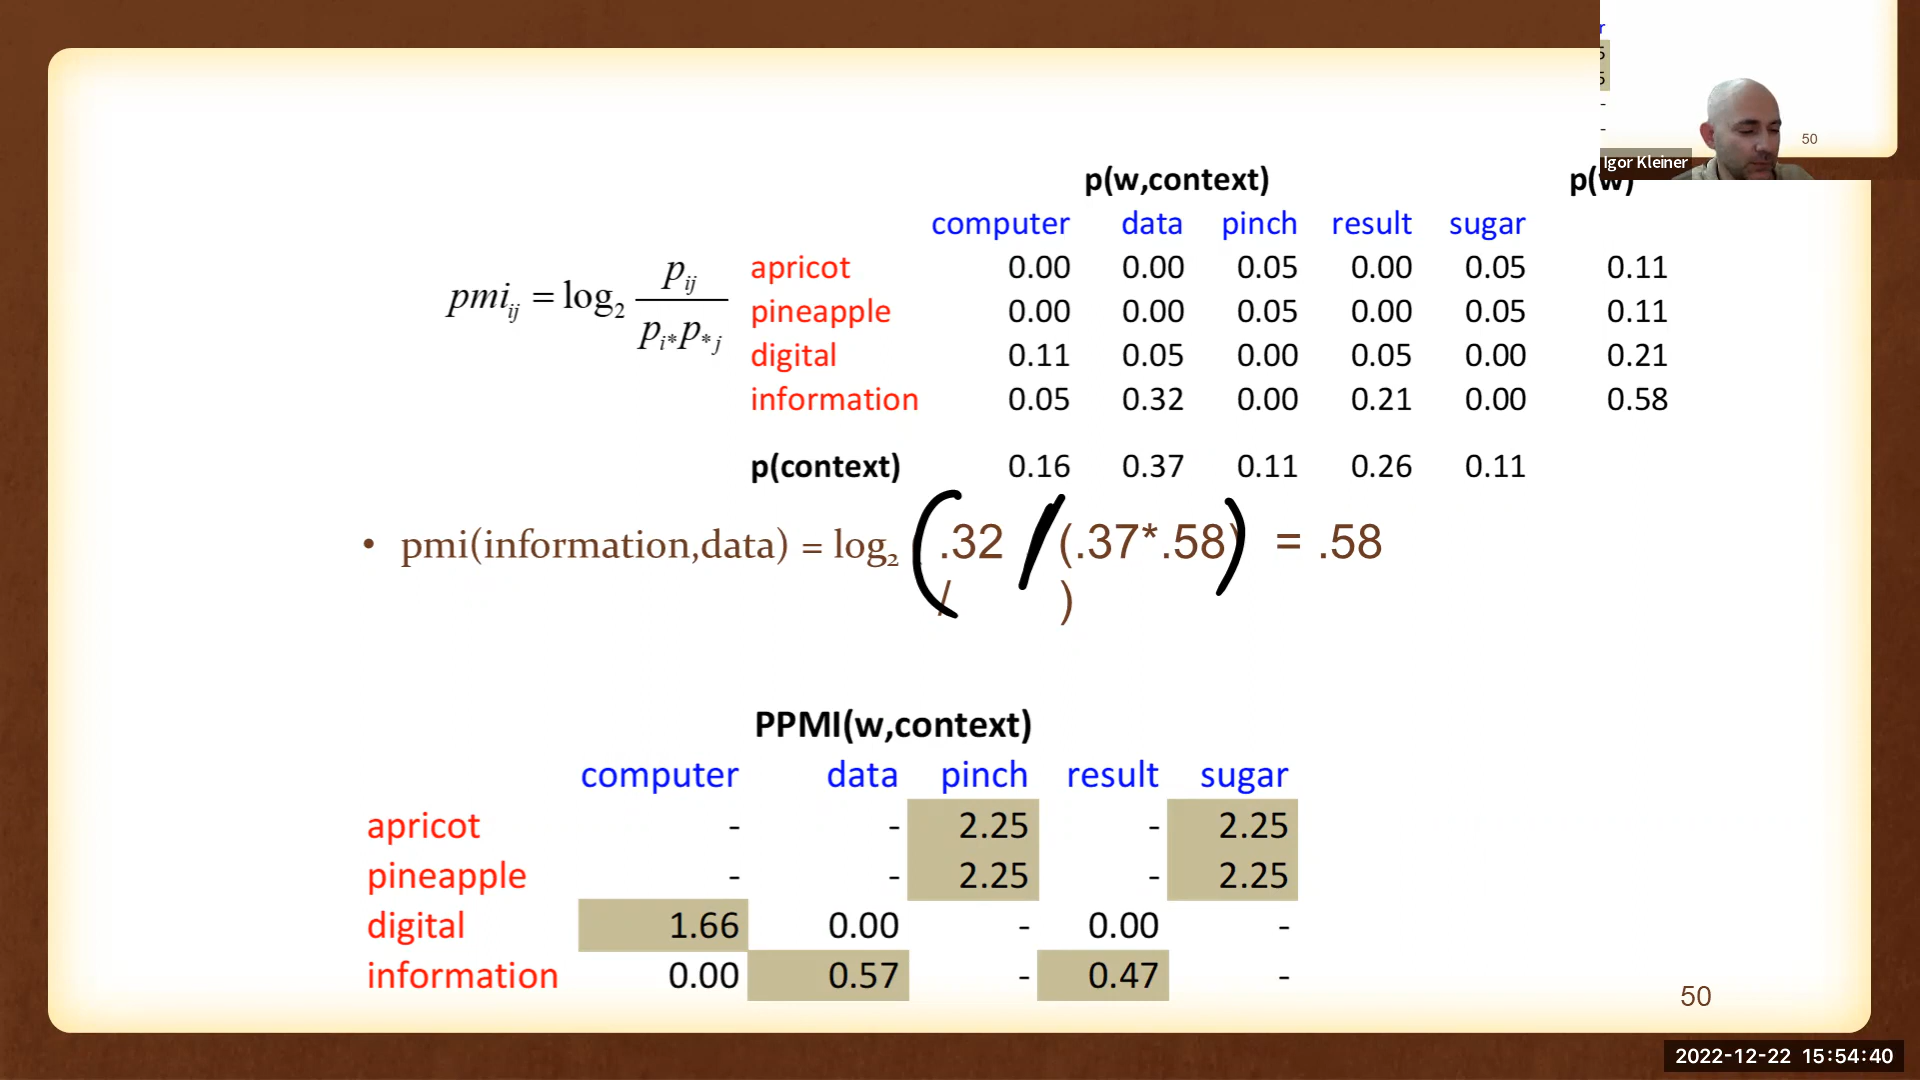 r
5
5
-
-
50
Igor Kleiner
p(w,context) p(w)
computer data pinch result sugar
pmi_ij = log_2 p_ij / p_i* p_*j
apricot 0.00 0.00 0.05 0.00 0.05 0.11
pineapple 0.00 0.00 0.05 0.00 0.05 0.11
digital 0.11 0.05 0.00 0.05 0.00 0.21
information 0.05 0.32 0.00 0.21 0.00 0.58
p(context) 0.16 0.37 0.11 0.26 0.11
• pmi(information,data) = log₂ ( .32 / (.37*.58) = .58
/ )
PPMI(w,context)
computer data pinch result sugar
apricot - - 2.25 - 2.25
pineapple - - 2.25 - 2.25
digital 1.66 0.00 - 0.00 -
information 0.00 0.57 - 0.47 -
50
2022-12-22 15:54:40